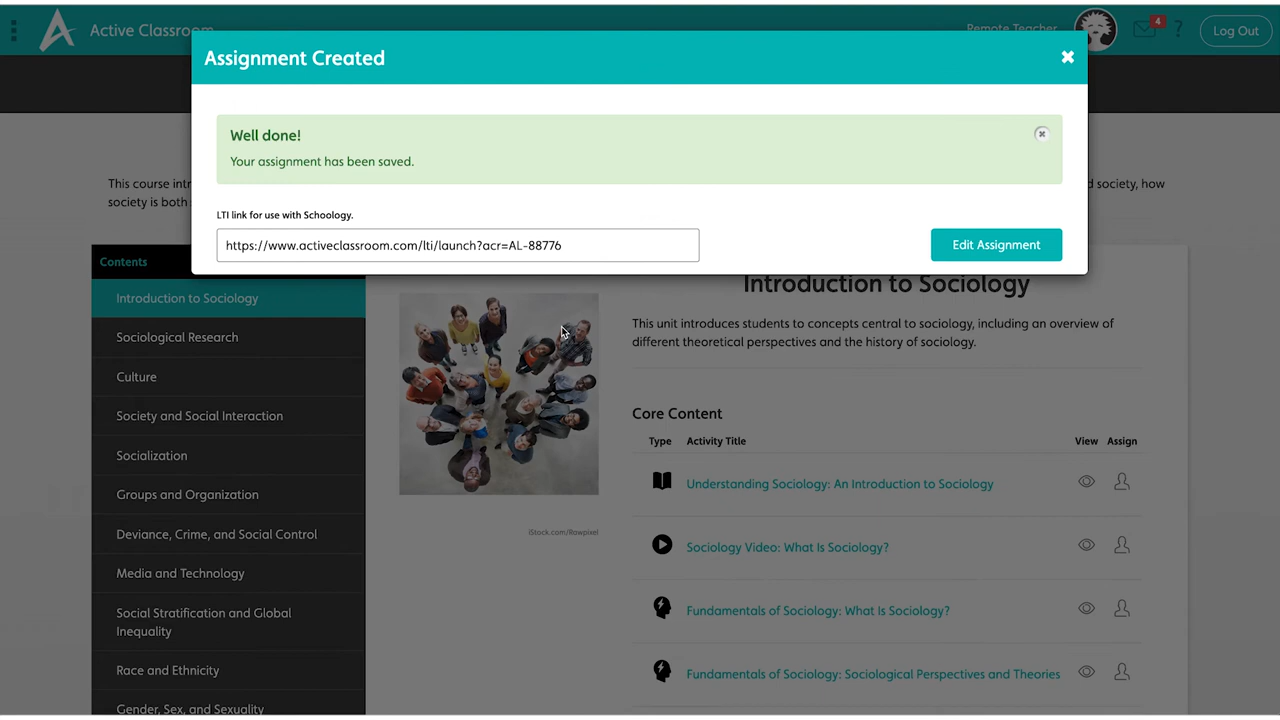 Active Classroom
Remote Teacher
4
?
Log Out
Assignment Created
Well done!
Your assignment has been saved.
LTI link for use with Schoology.
https://www.activeclassroom.com/lti/launch?acr=AL-88776
Edit Assignment
This course
d society, how
society is both
Contents
Introduction to Sociology
Sociological Research
Culture
Society and Social Interaction
Socialization
Groups and Organization
Deviance, Crime, and Social Control
Media and Technology
Social Stratification and Global
Inequality
Race and Ethnicity
Gender, Sex, and Sexuality
iStock.com/Rawpixel
Introduction to Sociology
This unit introduces students to concepts central to sociology, including an overview of
different theoretical perspectives and the history of sociology.
Core Content
Type Activity Title View Assign
Understanding Sociology: An Introduction to Sociology
Sociology Video: What Is Sociology?
Fundamentals of Sociology: What Is Sociology?
Fundamentals of Sociology: Sociological Perspectives and Theories